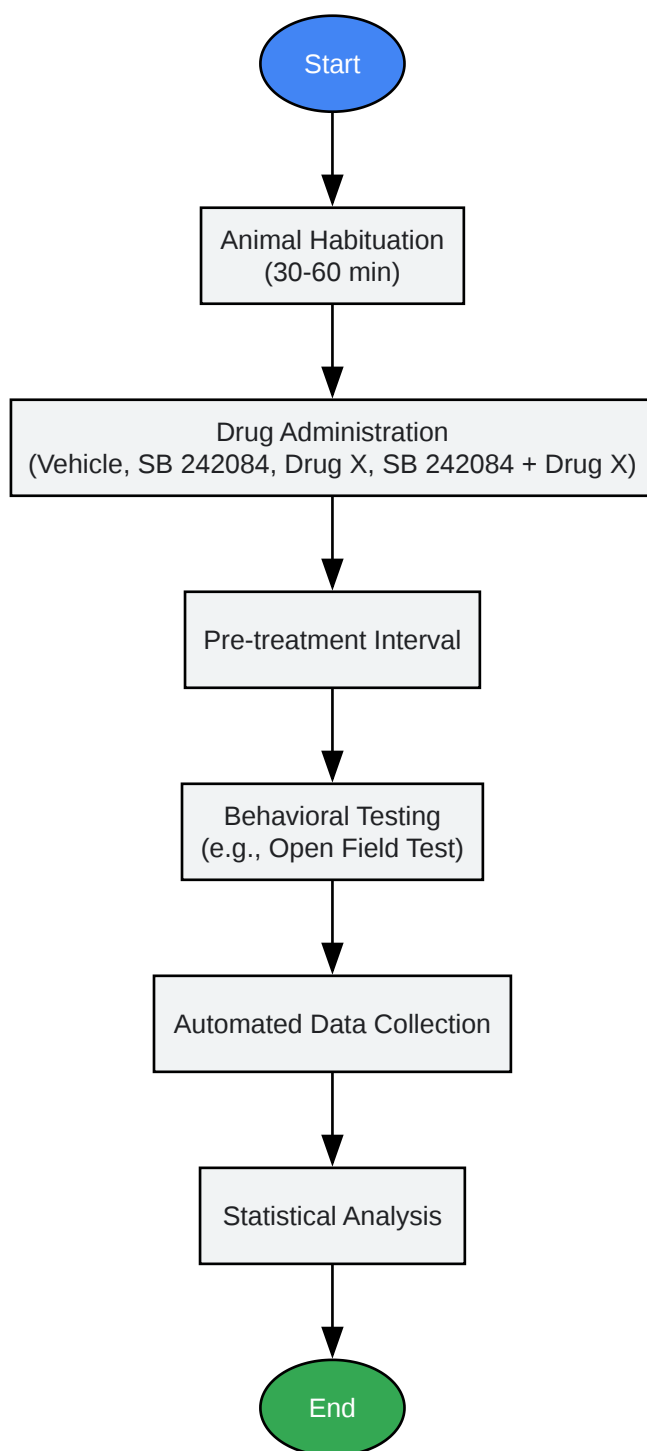 Start
Animal Habituation
(30-60 min)
Drug Administration
(Vehicle, SB 242084, Drug X, SB 242084 + Drug X)
Pre-treatment Interval
Behavioral Testing
(e.g., Open Field Test)
Automated Data Collection
Statistical Analysis
End